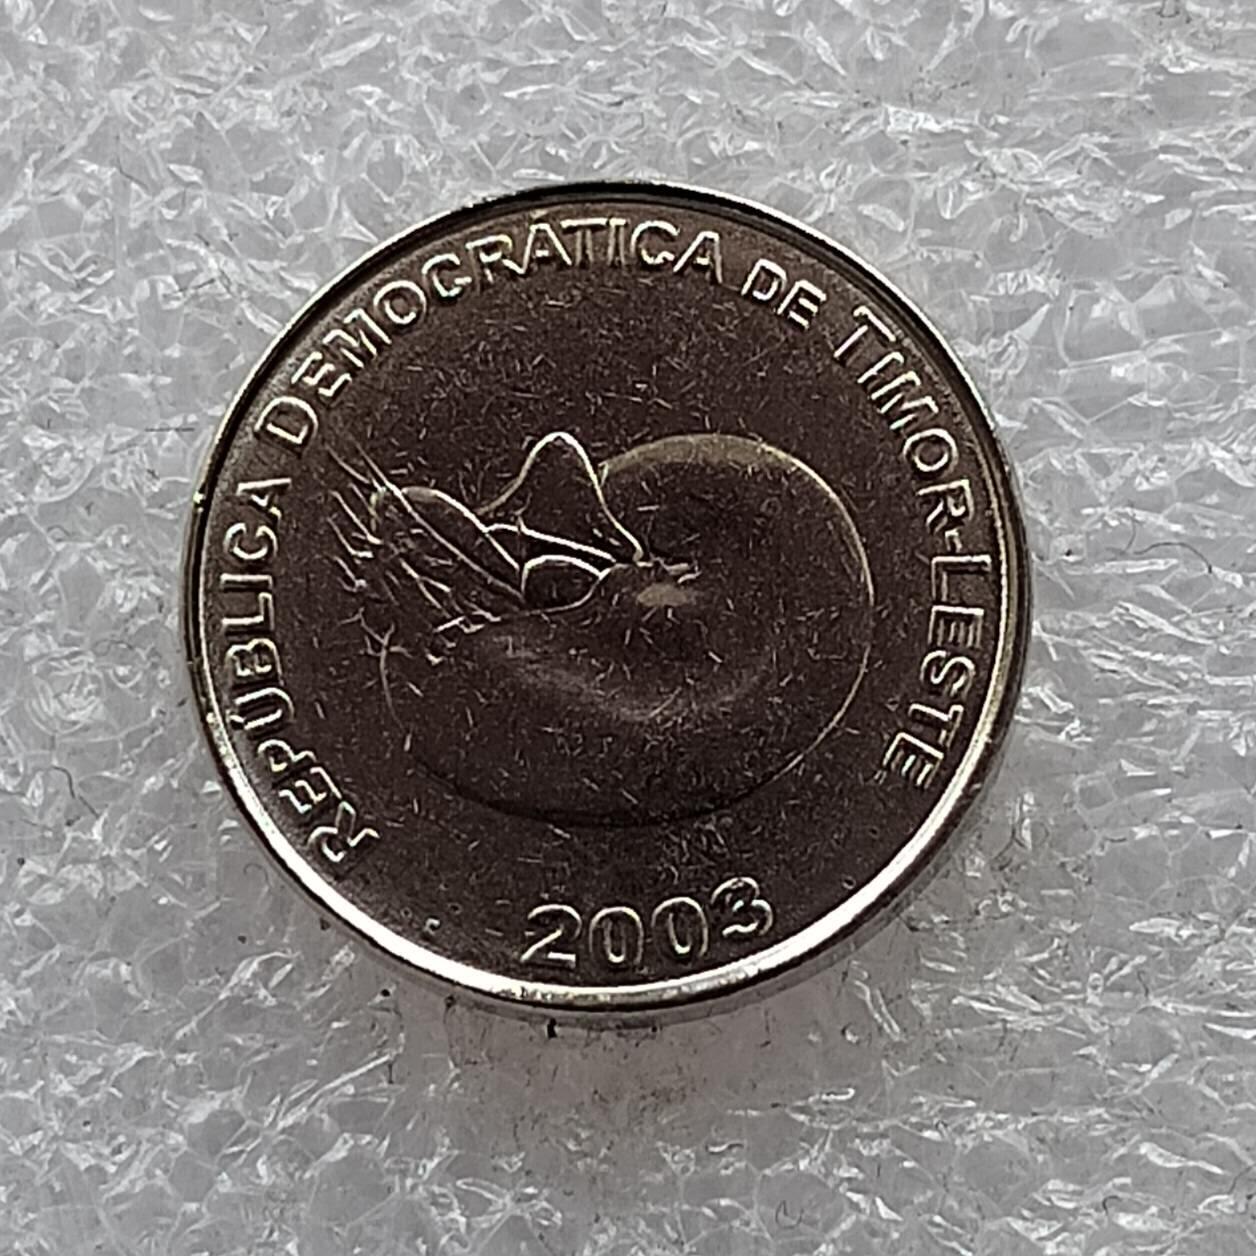 REPÚBLICA DEMOCRÁTICA DE TIMOR-LESTE
2003